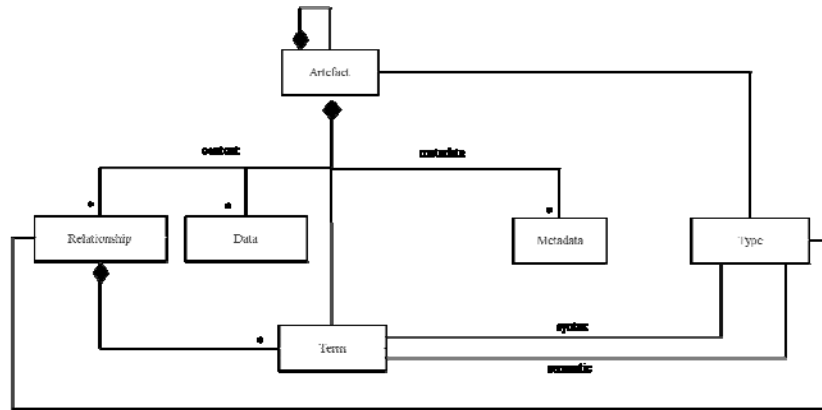 Artefact
content
metadata
*
*
*
Relationship
Data
Metadata
Type
*
Term
syntax
semantic